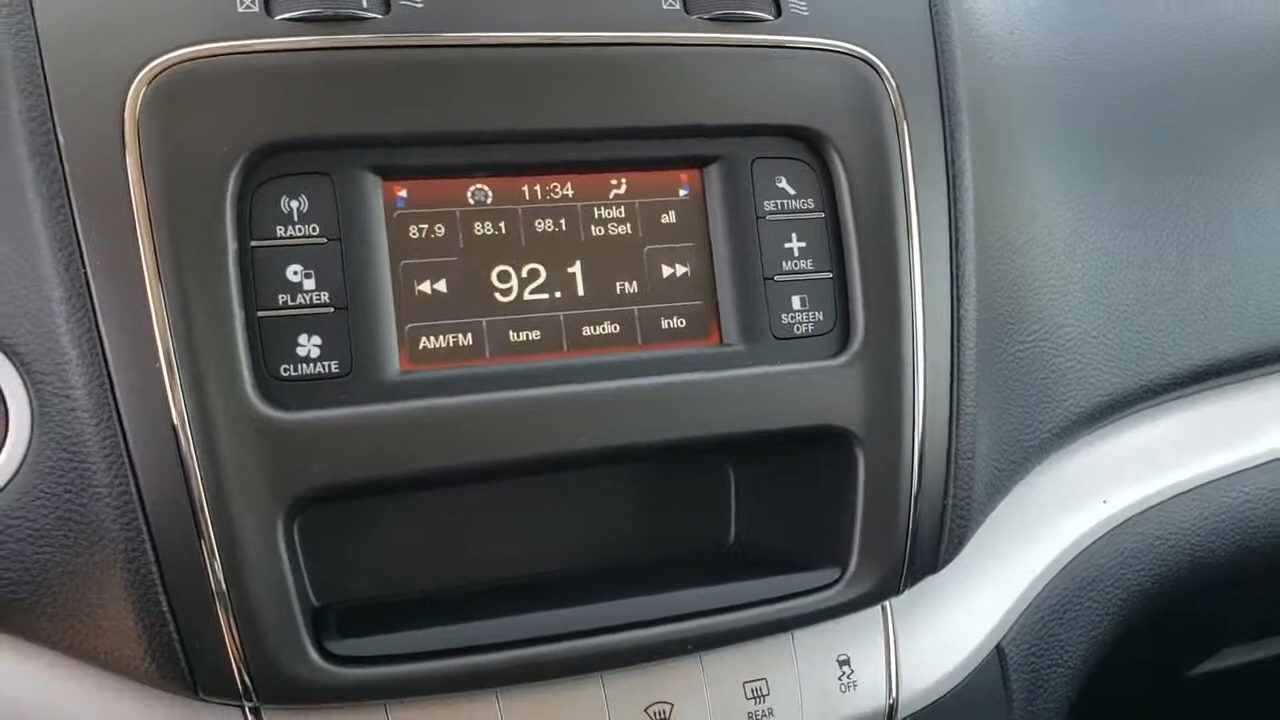 RADIO
PLAYER
CLIMATE
11:34
87.9 88.1 98.1 Hold to Set all
92.1 FM
AM/FM tune audio info
SETTINGS
MORE
SCREEN
OFF
REAR
OFF